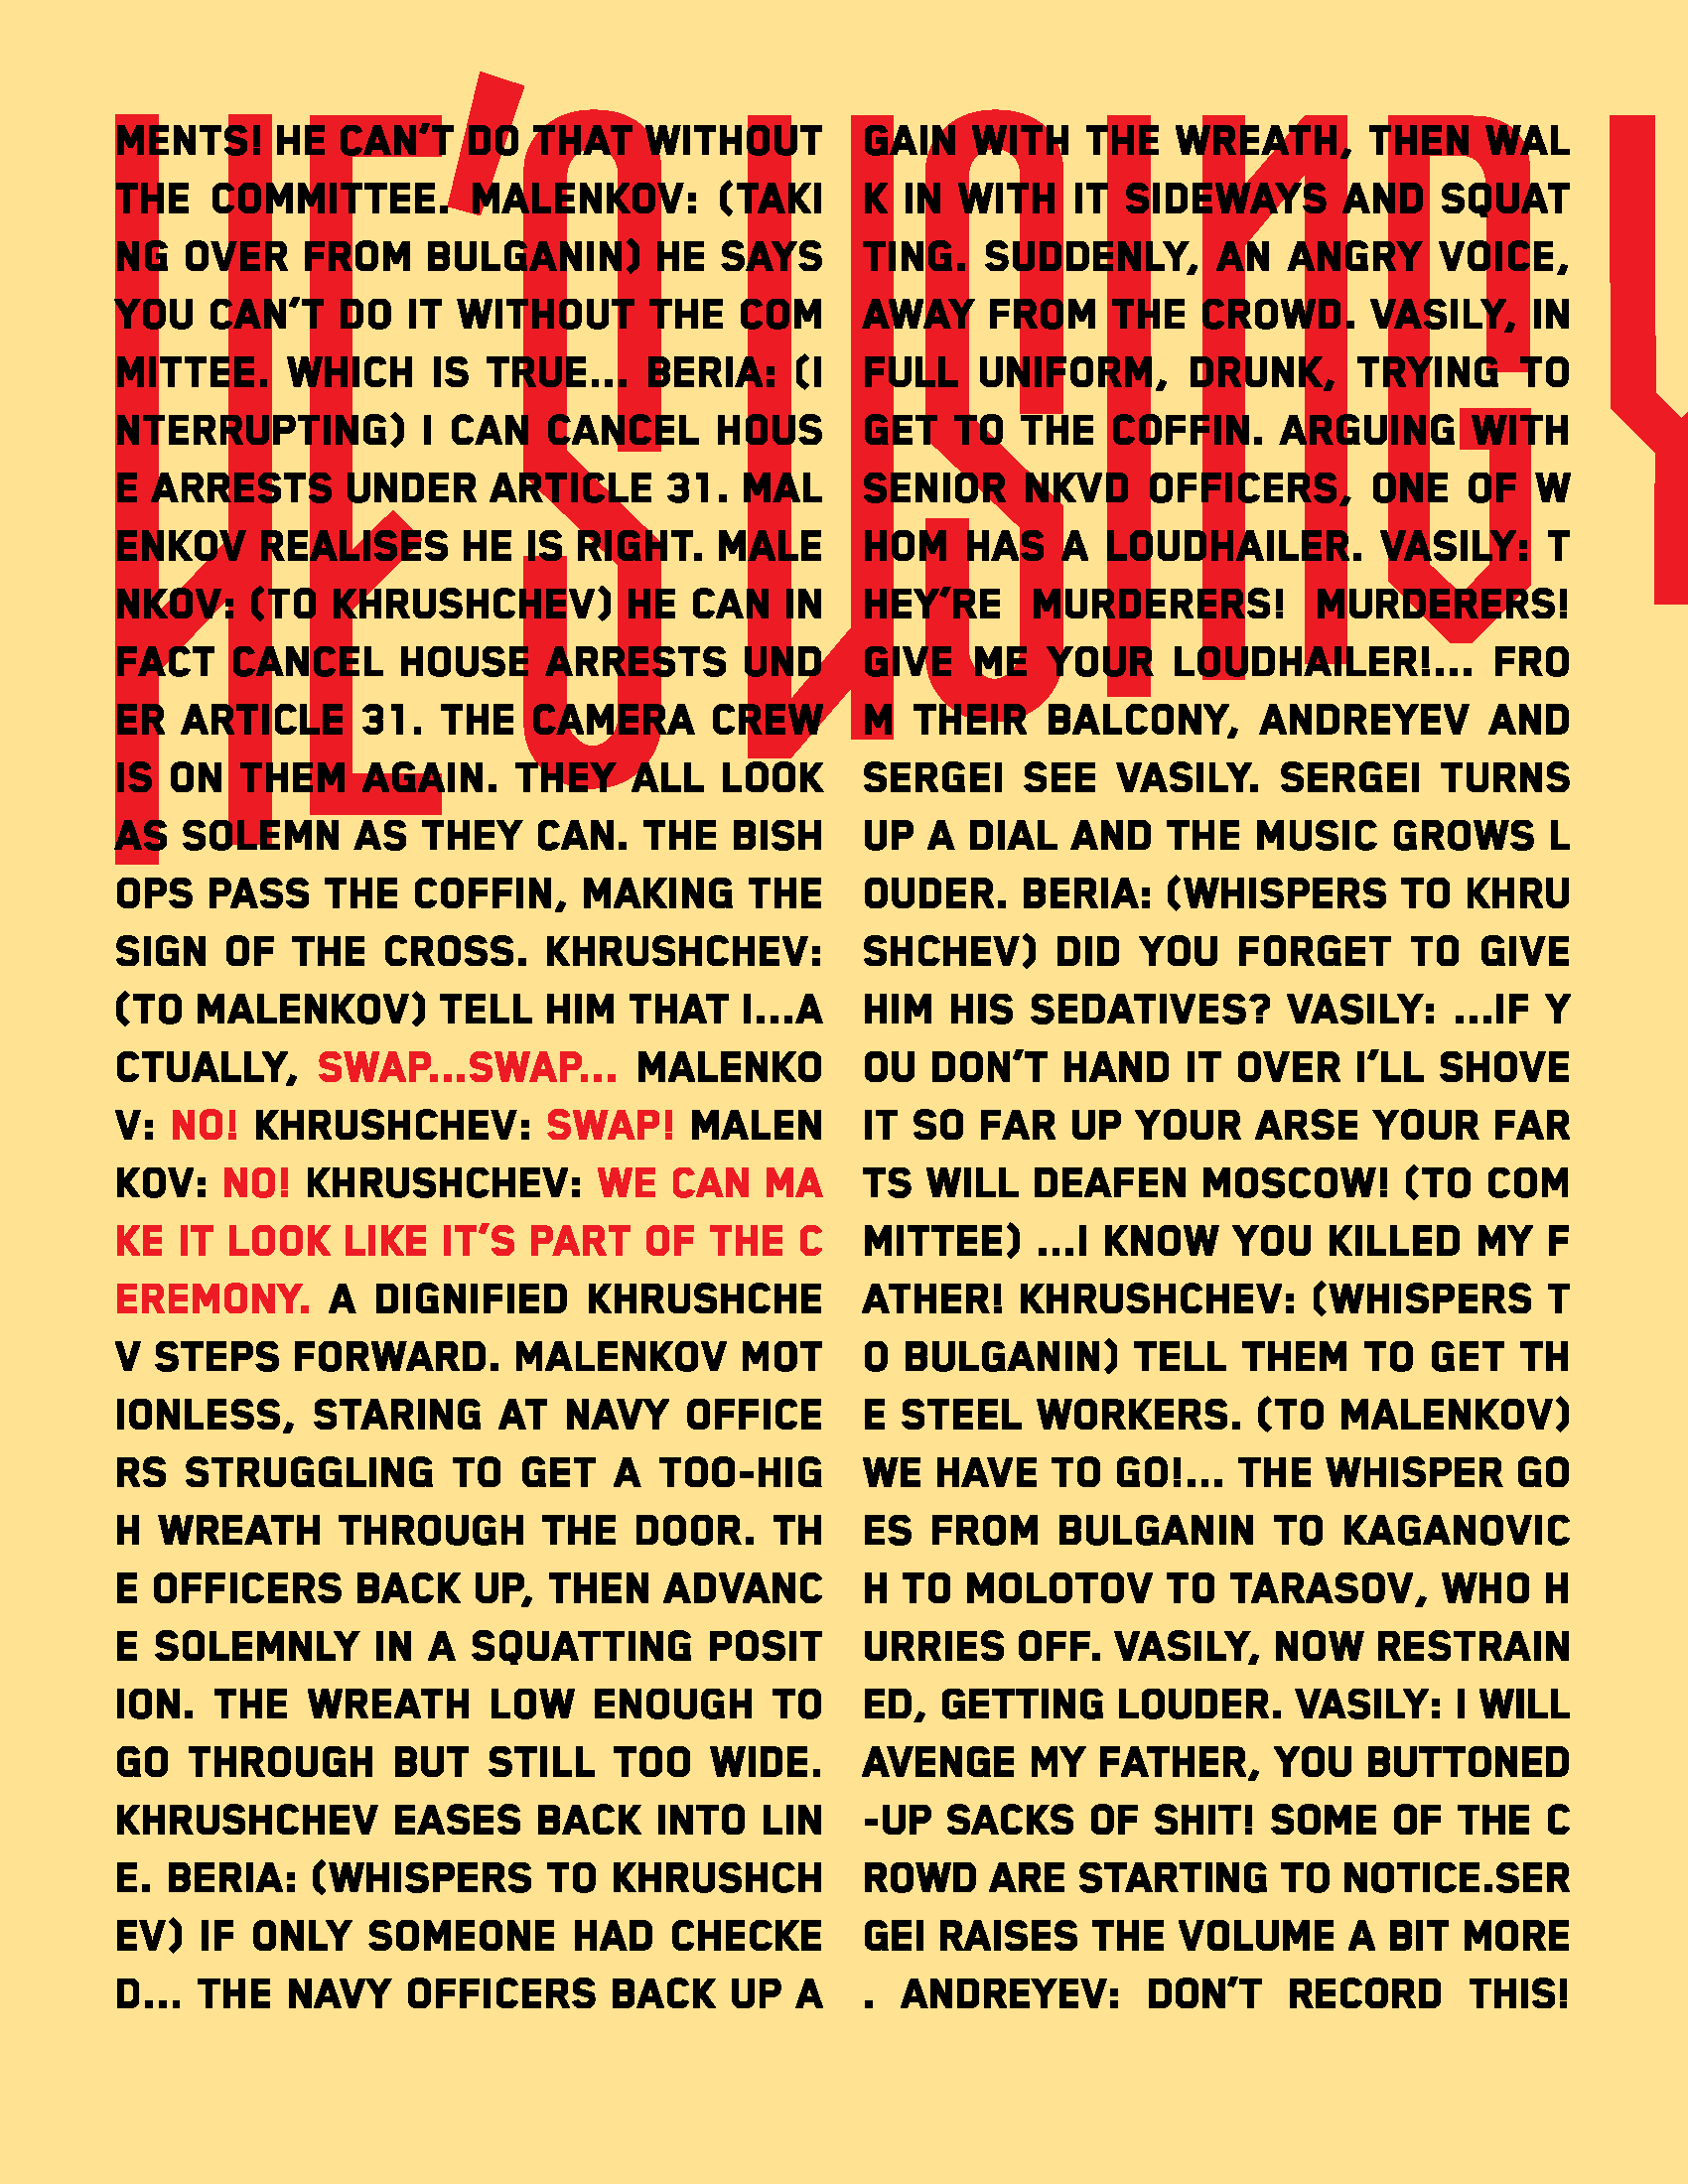 HE'S USING Y
MENTS! HE CAN'T DO THAT WITHOUT
THE COMMITTEE. MALENKOV: (TAKI
NG OVER FROM BULGANIN) HE SAYS
YOU CAN'T DO IT WITHOUT THE COM
MITTEE. WHICH IS TRUE... BERIA: (I
NTERRUPTING) I CAN CANCEL HOUS
E ARRESTS UNDER ARTICLE 31. MAL
ENKOV REALISES HE IS RIGHT. MALE
NKOV: (TO KHRUSHCHEV) HE CAN IN
FACT CANCEL HOUSE ARRESTS UND
ER ARTICLE 31. THE CAMERA CREW
IS ON THEM AGAIN. THEY ALL LOOK
AS SOLEMN AS THEY CAN. THE BISH
OPS PASS THE COFFIN, MAKING THE
SIGN OF THE CROSS. KHRUSHCHEV:
(TO MALENKOV) TELL HIM THAT I...A
CTUALLY, SWAP...SWAP... MALENKO
V: NO! KHRUSHCHEV: SWAP! MALEN
KOV: NO! KHRUSHCHEV: WE CAN MA
KE IT LOOK LIKE IT'S PART OF THE C
EREMONY. A DIGNIFIED KHRUSHCHE
V STEPS FORWARD. MALENKOV MOT
IONLESS, STARING AT NAVY OFFICE
RS STRUGGLING TO GET A TOO-HIG
H WREATH THROUGH THE DOOR. TH
E OFFICERS BACK UP, THEN ADVANC
E SOLEMNLY IN A SQUATTING POSIT
ION. THE WREATH LOW ENOUGH TO
GO THROUGH BUT STILL TOO WIDE.
KHRUSHCHEV EASES BACK INTO LIN
E. BERIA: (WHISPERS TO KHRUSHCH
EV) IF ONLY SOMEONE HAD CHECKE
D... THE NAVY OFFICERS BACK UP A
GAIN WITH THE WREATH, THEN WAL
K IN WITH IT SIDEWAYS AND SQUAT
TING. SUDDENLY, AN ANGRY VOICE,
AWAY FROM THE CROWD. VASILY, IN
FULL UNIFORM, DRUNK, TRYING TO
GET TO THE COFFIN. ARGUING WITH
SENIOR NKVD OFFICERS, ONE OF W
HOM HAS A LOUDHAILER. VASILY: T
HEY'RE MURDERERS! MURDERERS!
GIVE ME YOUR LOUDHAILER!... FRO
M THEIR BALCONY, ANDREYEV AND
SERGEI SEE VASILY. SERGEI TURNS
UP A DIAL AND THE MUSIC GROWS L
OUDER. BERIA: (WHISPERS TO KHRU
SHCHEV) DID YOU FORGET TO GIVE
HIM HIS SEDATIVES? VASILY: ...IF Y
OU DON'T HAND IT OVER I'LL SHOVE
IT SO FAR UP YOUR ARSE YOUR FAR
TS WILL DEAFEN MOSCOW! (TO COM
MITTEE) ...I KNOW YOU KILLED MY F
ATHER! KHRUSHCHEV: (WHISPERS T
O BULGANIN) TELL THEM TO GET TH
E STEEL WORKERS. (TO MALENKOV)
WE HAVE TO GO!... THE WHISPER GO
ES FROM BULGANIN TO KAGANOVIC
H TO MOLOTOV TO TARASOV, WHO H
URRIES OFF. VASILY, NOW RESTRAIN
ED, GETTING LOUDER. VASILY: I WILL
AVENGE MY FATHER, YOU BUTTONED
-UP SACKS OF SHIT! SOME OF THE C
ROWD ARE STARTING TO NOTICE.SER
GEI RAISES THE VOLUME A BIT MORE
. ANDREYEV: DON'T RECORD THIS!